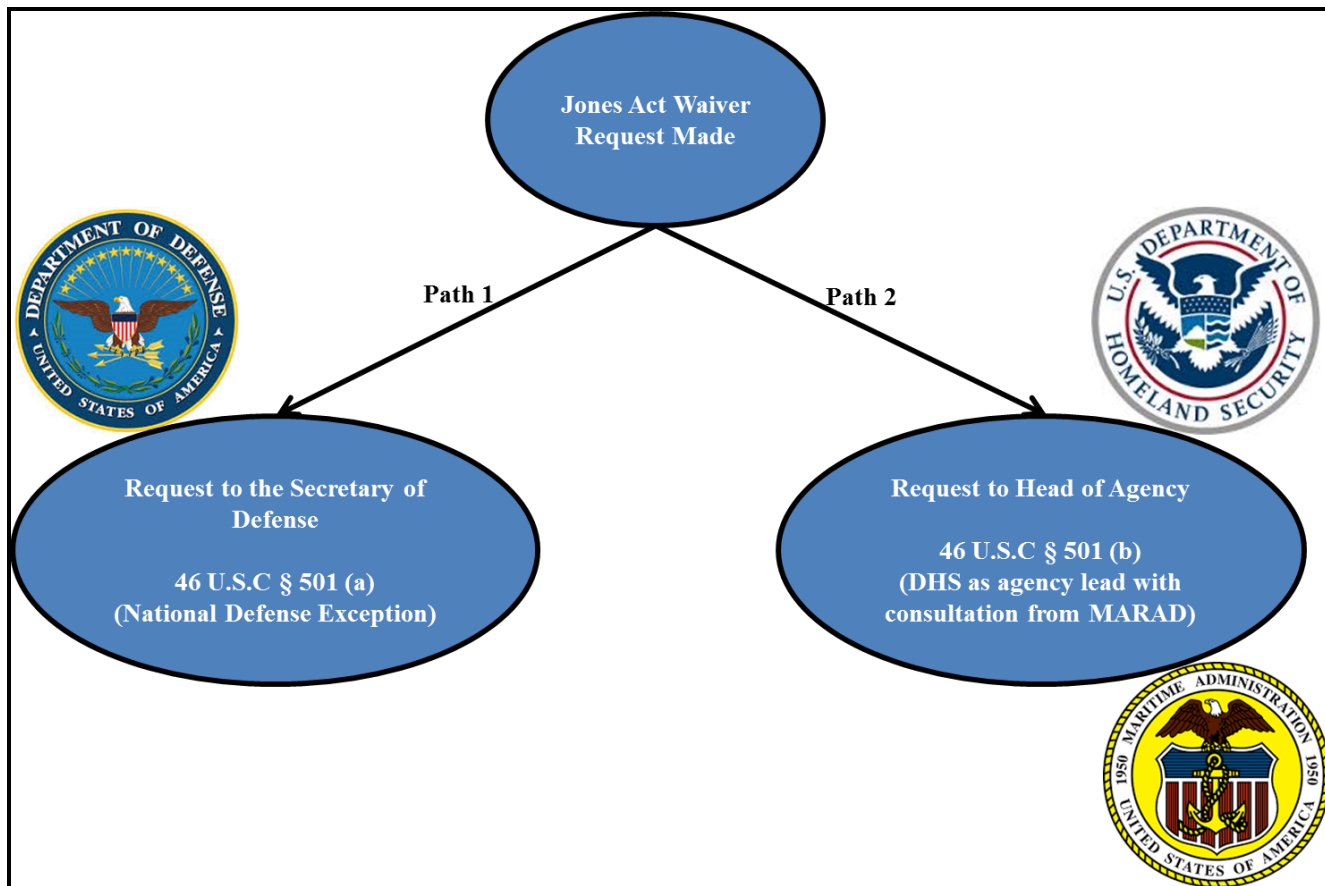 Jones Act Waiver
Request Made
Path 1
Path 2
DEPARTMENT OF DEFENSE
UNITED STATES OF AMERICA
U.S. DEPARTMENT OF
HOMELAND SECURITY
Request to the Secretary of
Defense
46 U.S.C § 501 (a)
(National Defense Exception)
Request to Head of Agency
46 U.S.C § 501 (b)
(DHS as agency lead with
consultation from MARAD)
MARITIME ADMINISTRATION
1950 1950
UNITED STATES OF AMERICA